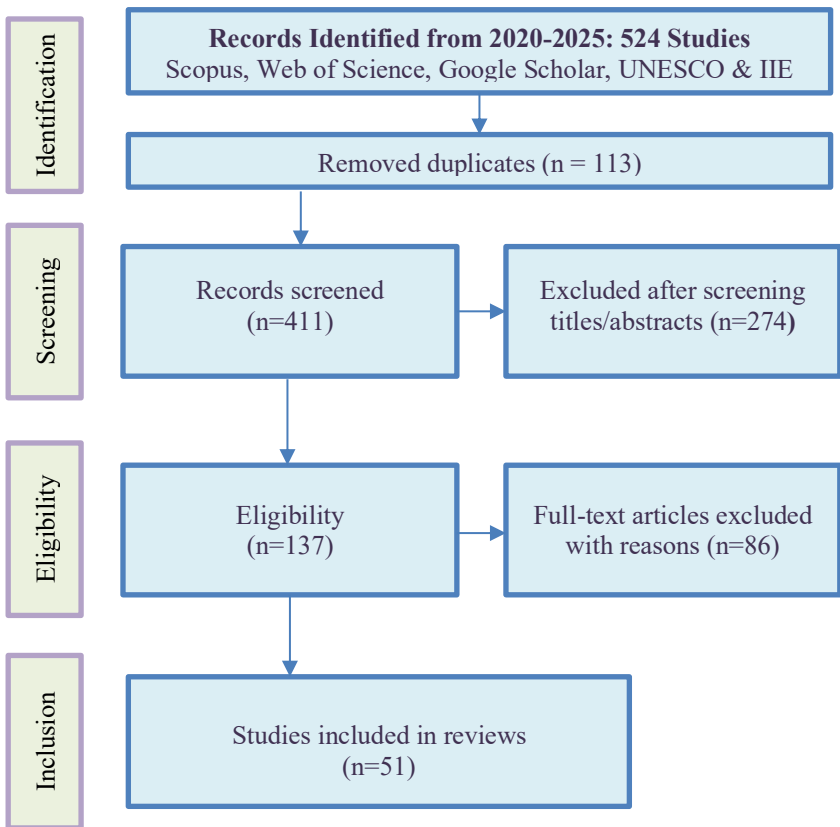 Identification
Records Identified from 2020-2025: 524 Studies
Scopus, Web of Science, Google Scholar, UNESCO & IIE
Removed duplicates (n = 113)
Screening
Records screened
(n=411)
Excluded after screening
titles/abstracts (n=274)
Eligibility
Eligibility
(n=137)
Full-text articles excluded
with reasons (n=86)
Inclusion
Studies included in reviews
(n=51)